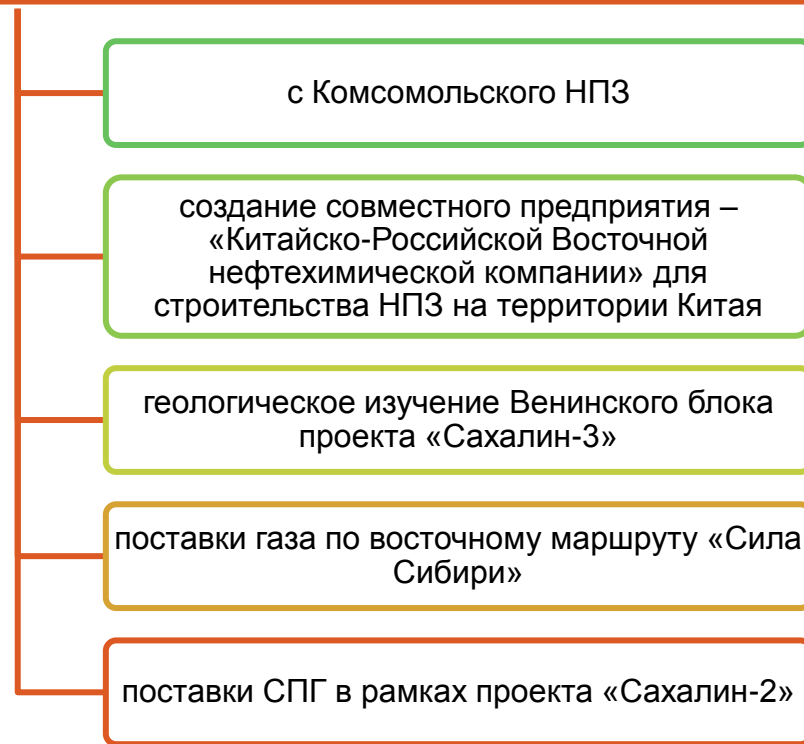 с Комсомольского НПЗ
создание совместного предприятия –
«Китайско-Российской Восточной
нефтехимической компании» для
строительства НПЗ на территории Китая
геологическое изучение Венинского блока
проекта «Сахалин-3»
поставки газа по восточному маршруту «Сила
Сибири»
поставки СПГ в рамках проекта «Сахалин-2»